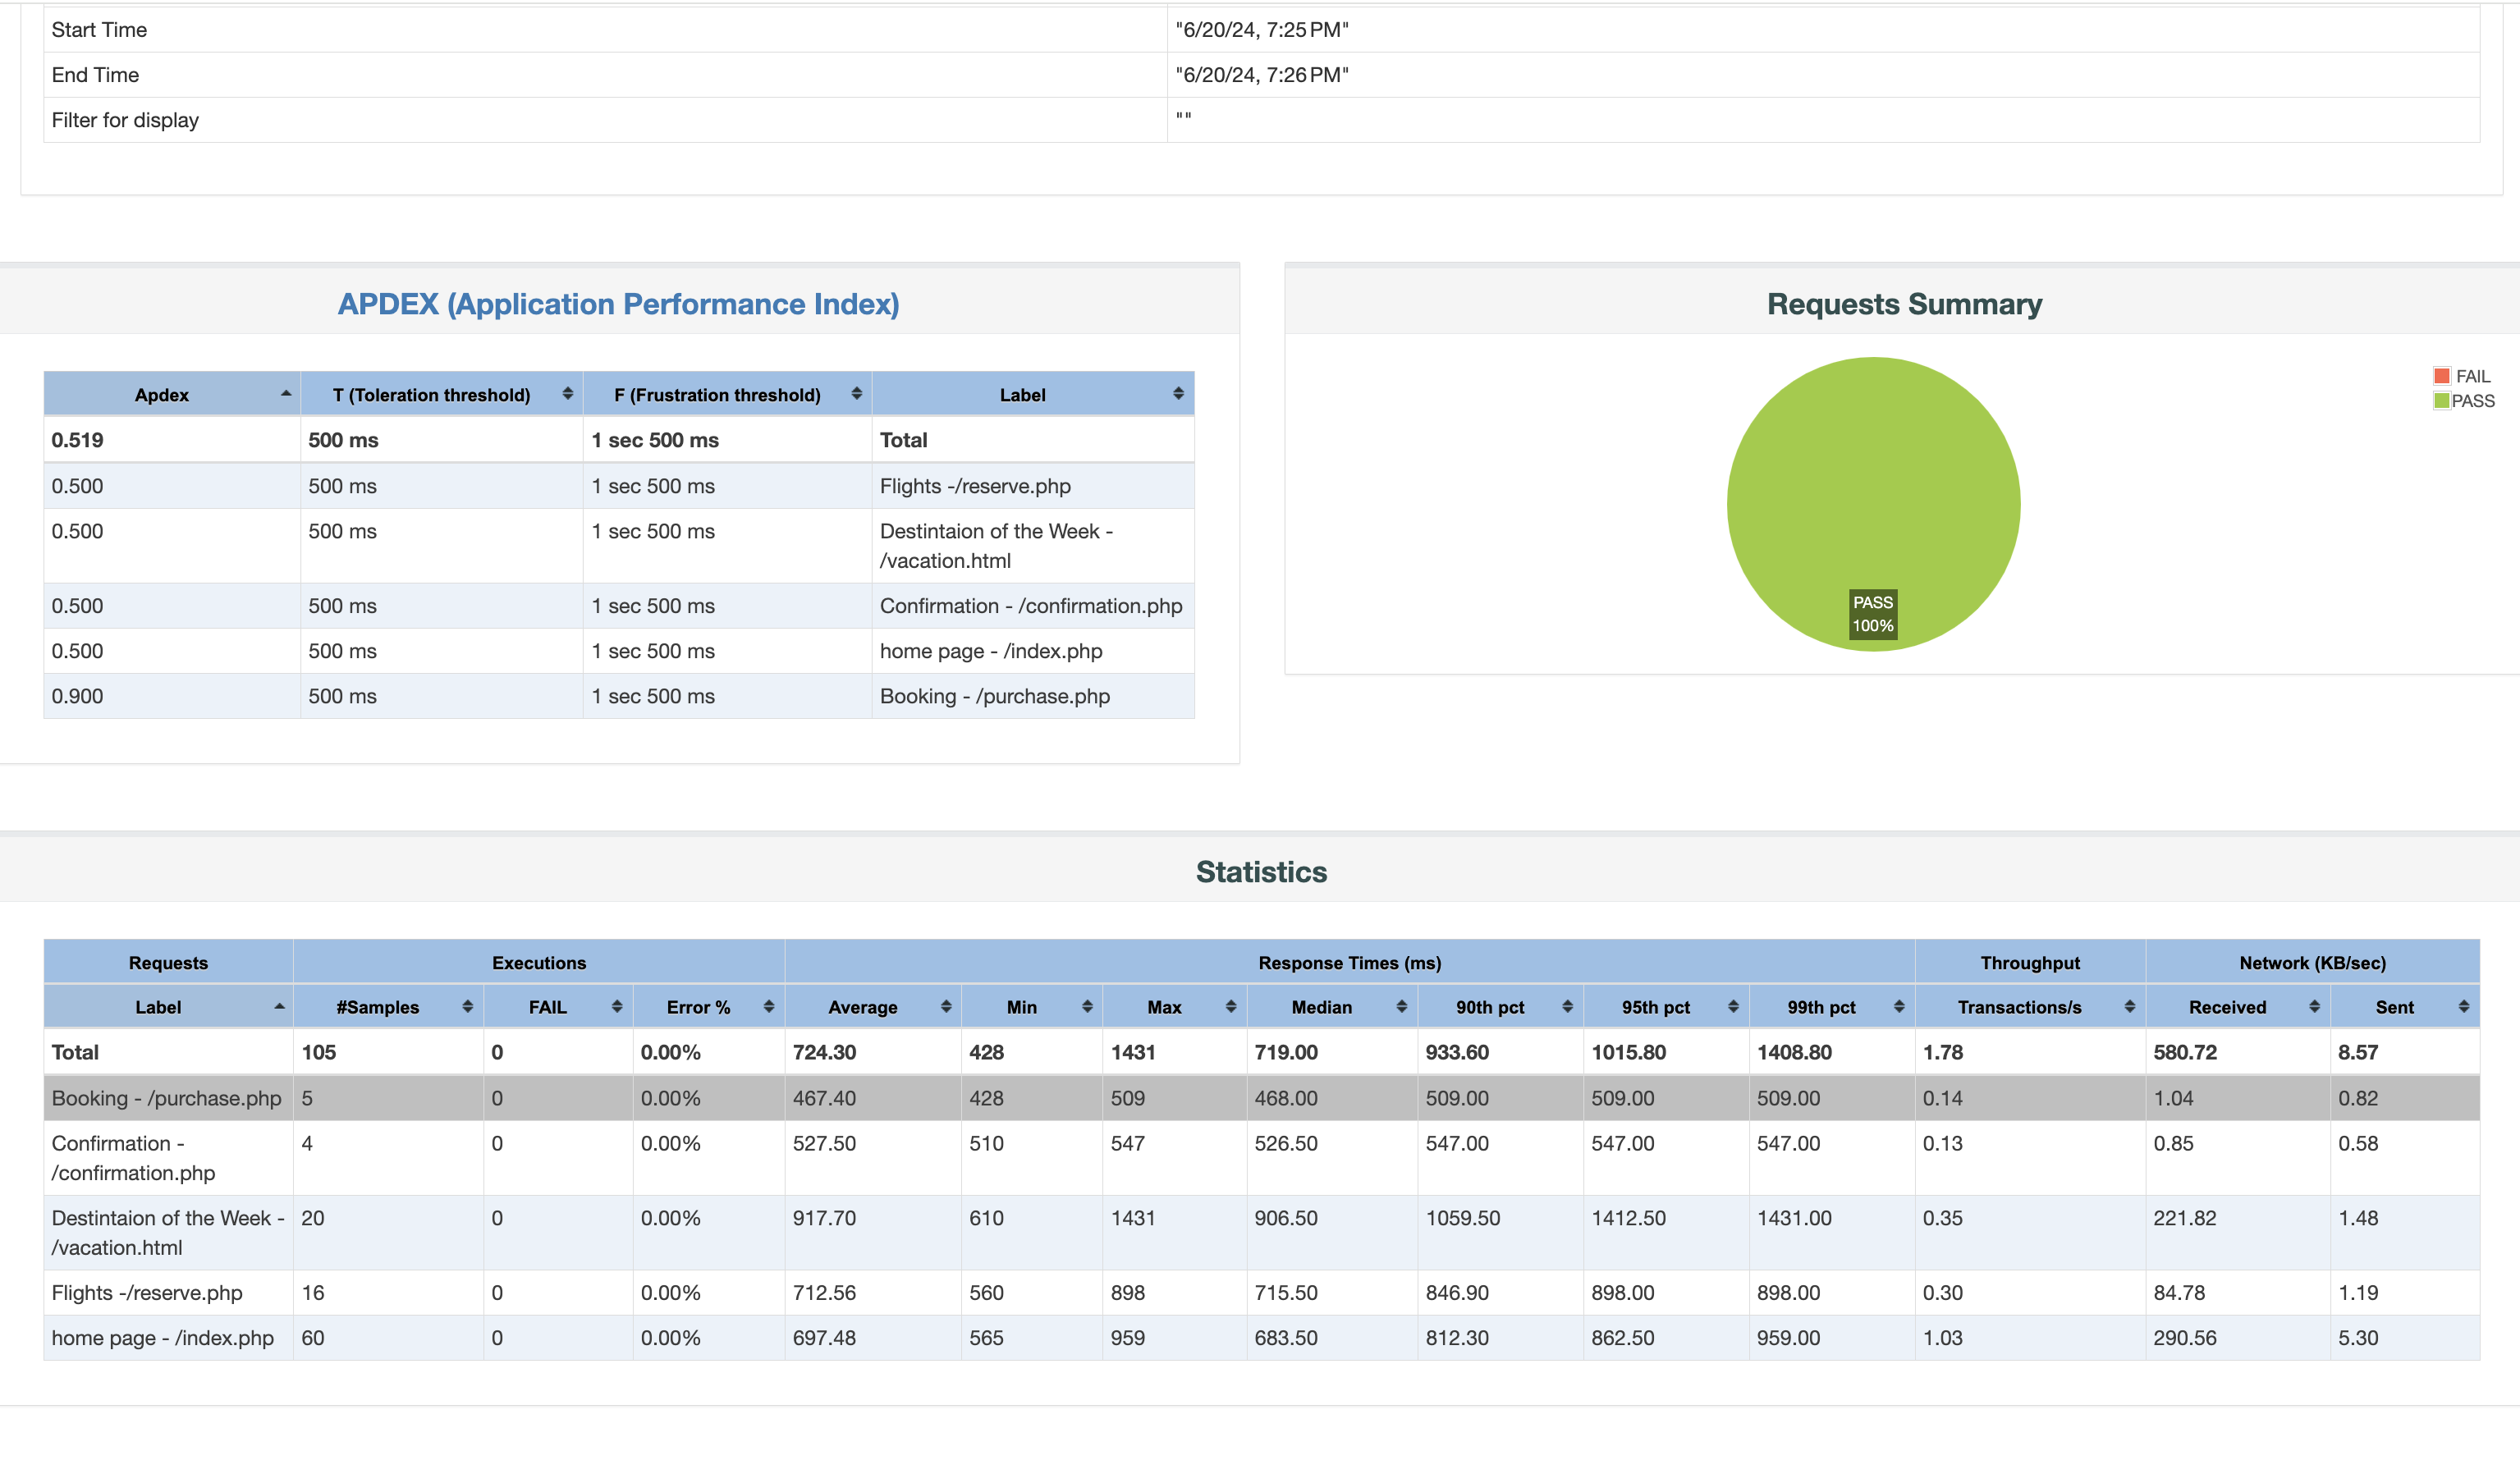 Start Time "6/20/24, 7:25 PM"
End Time "6/20/24, 7:26 PM"
Filter for display ""
APDEX (Application Performance Index)
Apdex T (Toleration threshold) F (Frustration threshold) Label
0.519 500 ms 1 sec 500 ms Total
0.500 500 ms 1 sec 500 ms Flights -/reserve.php
0.500 500 ms 1 sec 500 ms Destintaion of the Week -
/vacation.html
0.500 500 ms 1 sec 500 ms Confirmation - /confirmation.php
0.500 500 ms 1 sec 500 ms home page - /index.php
0.900 500 ms 1 sec 500 ms Booking - /purchase.php
Requests Summary
FAIL
PASS
PASS
100%
Statistics
Requests Executions Response Times (ms) Throughput Network (KB/sec)
Label #Samples FAIL Error % Average Min Max Median 90th pct 95th pct 99th pct Transactions/s Received Sent
Total 105 0 0.00% 724.30 428 1431 719.00 933.60 1015.80 1408.80 1.78 580.72 8.57
Booking - /purchase.php 5 0 0.00% 467.40 428 509 468.00 509.00 509.00 509.00 0.14 1.04 0.82
Confirmation - 4 0 0.00% 527.50 510 547 526.50 547.00 547.00 547.00 0.13 0.85 0.58
/confirmation.php
Destintaion of the Week - 20 0 0.00% 917.70 610 1431 906.50 1059.50 1412.50 1431.00 0.35 221.82 1.48
/vacation.html
Flights -/reserve.php 16 0 0.00% 712.56 560 898 715.50 846.90 898.00 898.00 0.30 84.78 1.19
home page - /index.php 60 0 0.00% 697.48 565 959 683.50 812.30 862.50 959.00 1.03 290.56 5.30